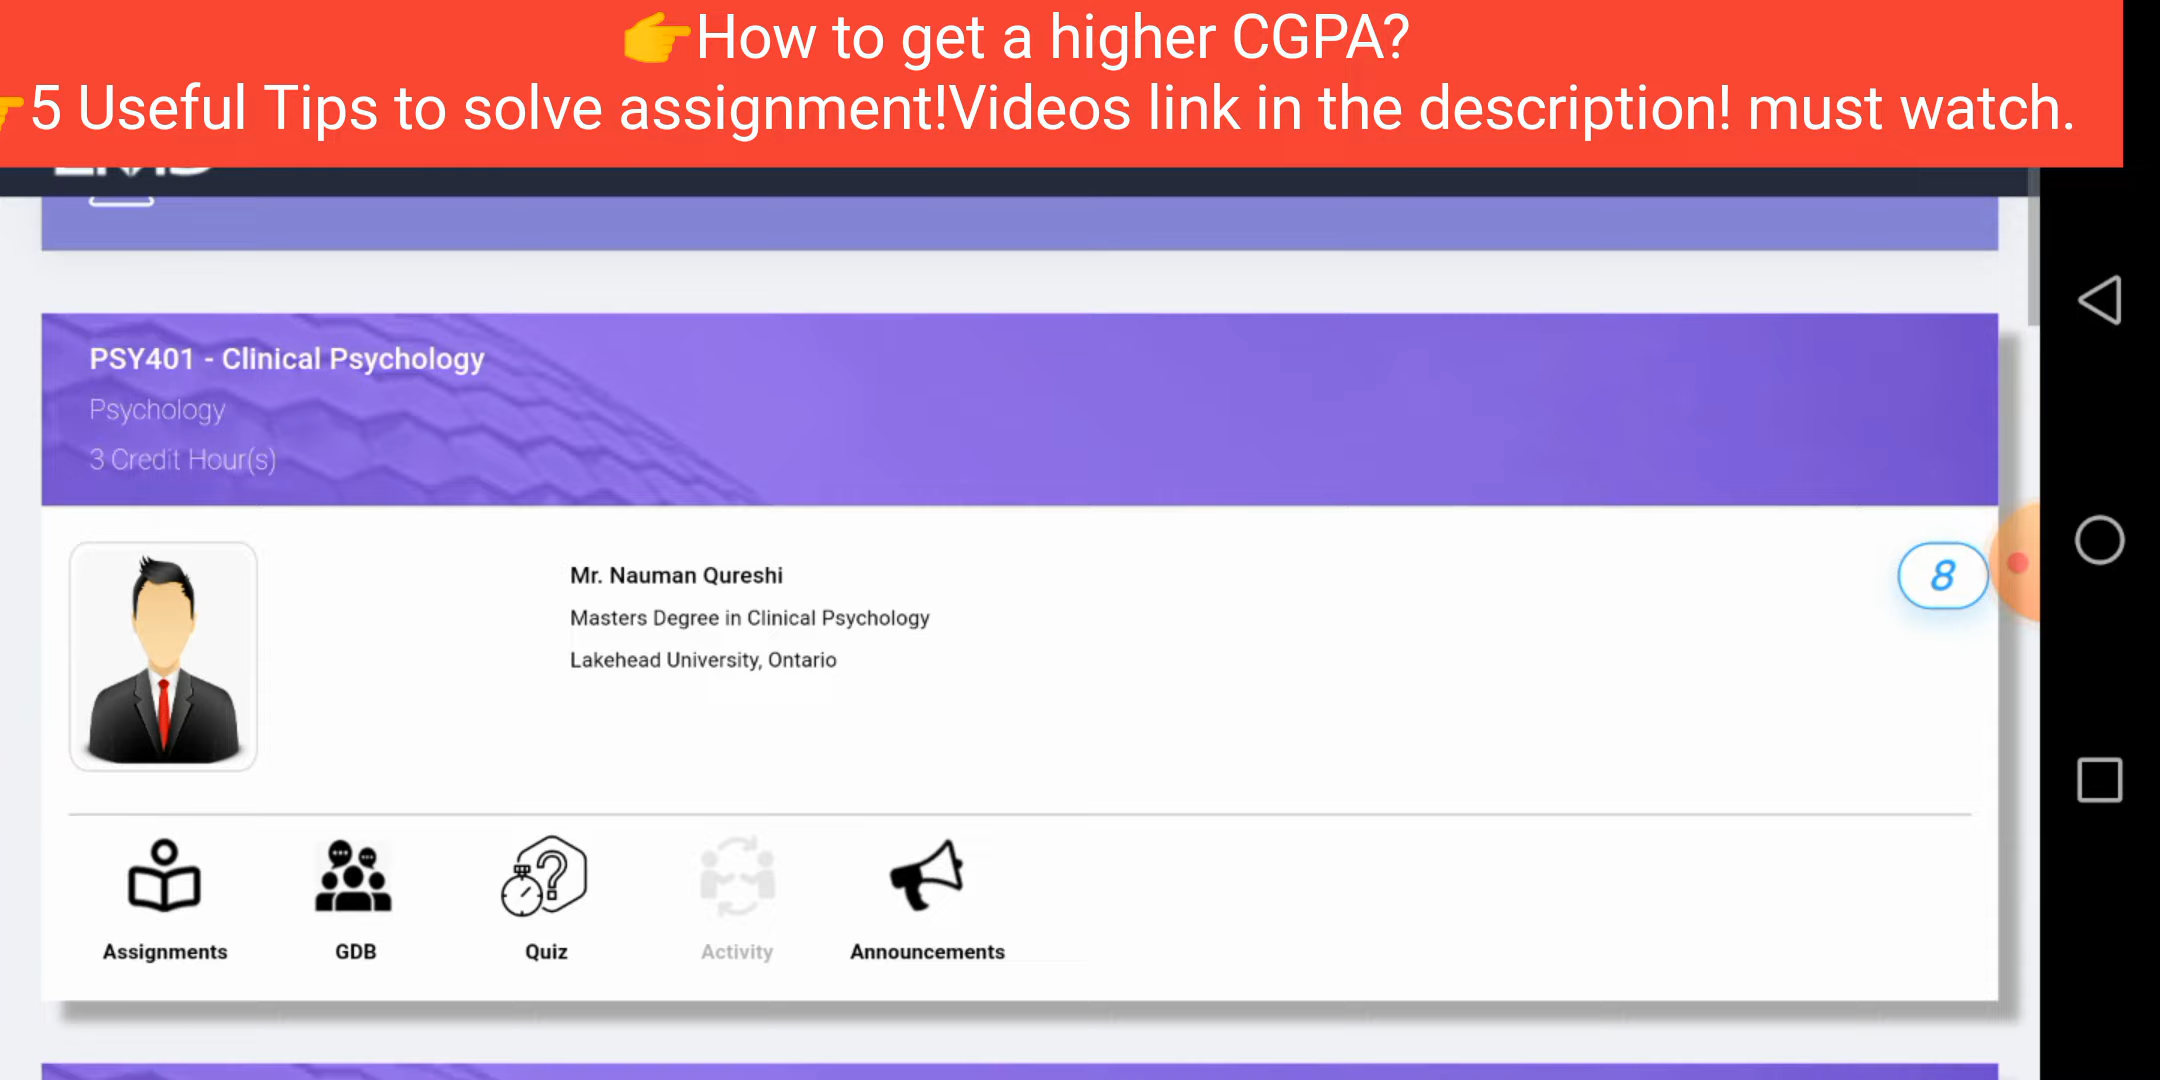 👉How to get a higher CGPA?
👉5 Useful Tips to solve assignment!Videos link in the description! must watch.
PSY401 - Clinical Psychology
Psychology
3 Credit Hour(s)
Mr. Nauman Qureshi
Masters Degree in Clinical Psychology
Lakehead University, Ontario
8
Assignments
GDB
Quiz
Activity
Announcements